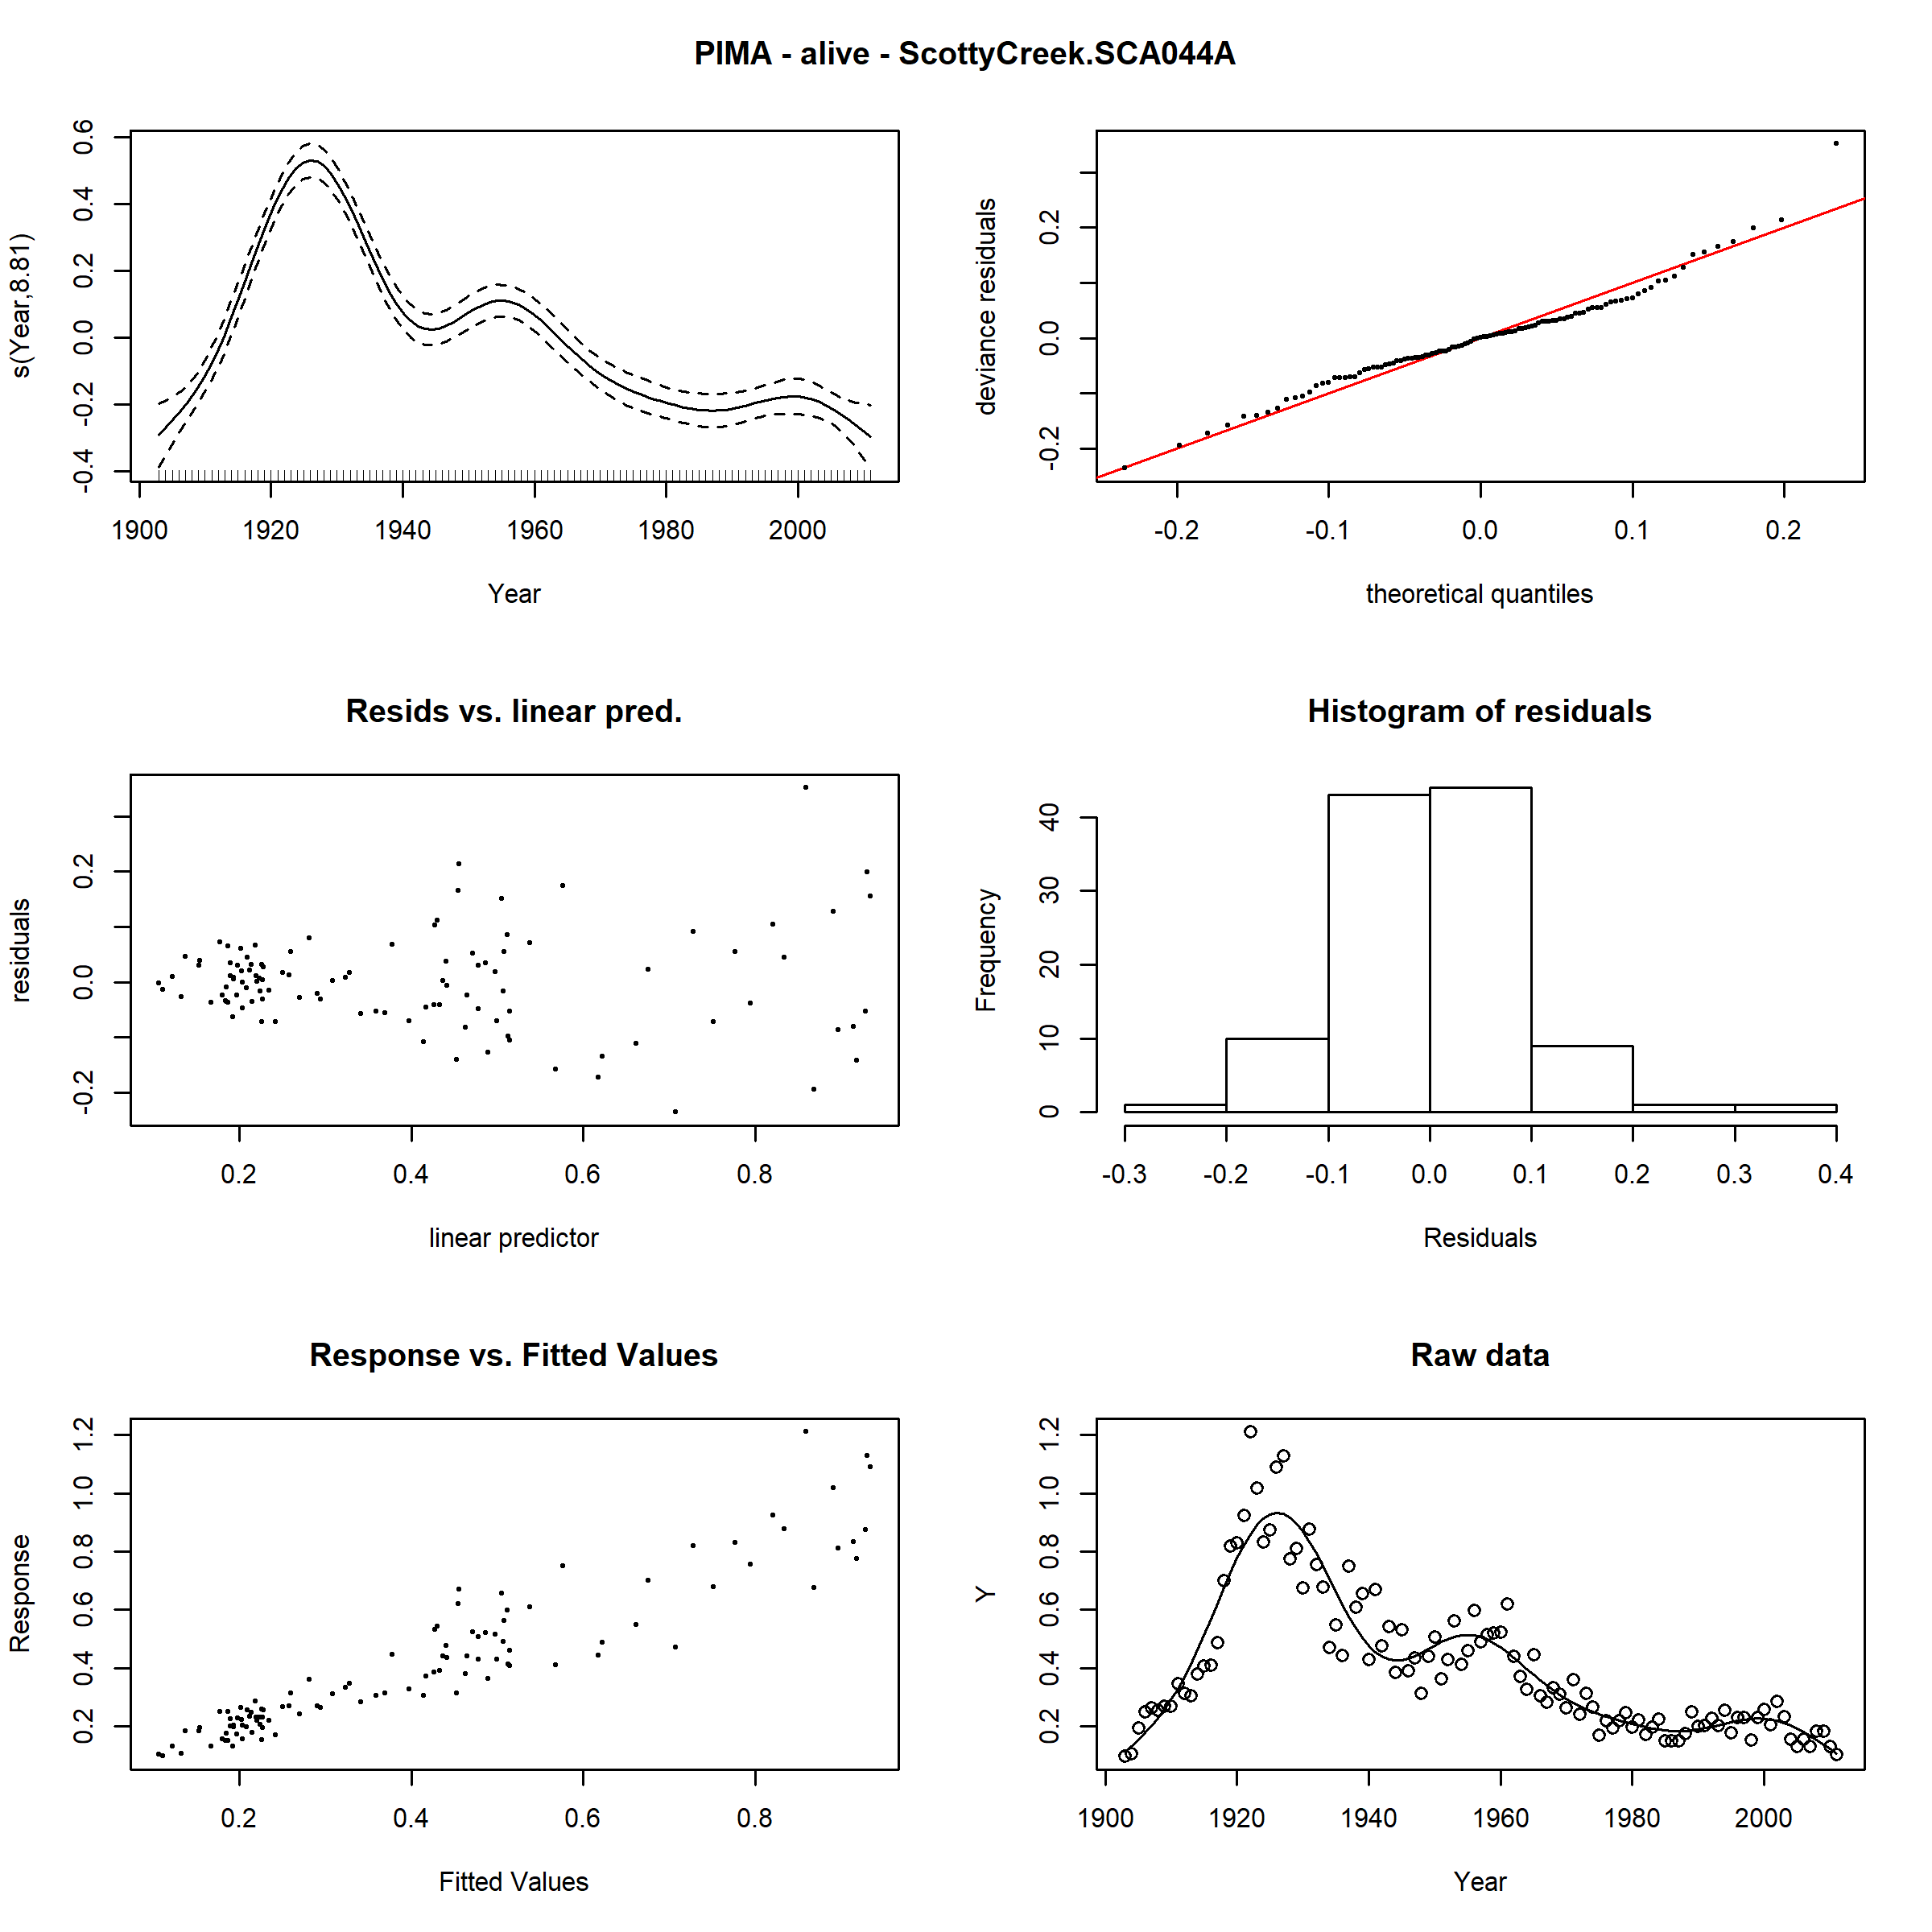 PIMA - alive - ScottyCreek.SCA044A
s(Year,8.81)
0.6
0.4
0.2
0.0
-0.2
-0.4
1900 1920 1940 1960 1980 2000
Year
deviance residuals
0.2
0.0
-0.2
-0.2 -0.1 0.0 0.1 0.2
theoretical quantiles
Resids vs. linear pred.
residuals
0.2
0.0
-0.2
0.2 0.4 0.6 0.8
linear predictor
Histogram of residuals
Frequency
40
30
20
10
0
-0.3 -0.2 -0.1 0.0 0.1 0.2 0.3 0.4
Residuals
Response vs. Fitted Values
Response
1.2
1.0
0.8
0.6
0.4
0.2
0.2 0.4 0.6 0.8
Fitted Values
Raw data
Y
1.2
1.0
0.8
0.6
0.4
0.2
1900 1920 1940 1960 1980 2000
Year